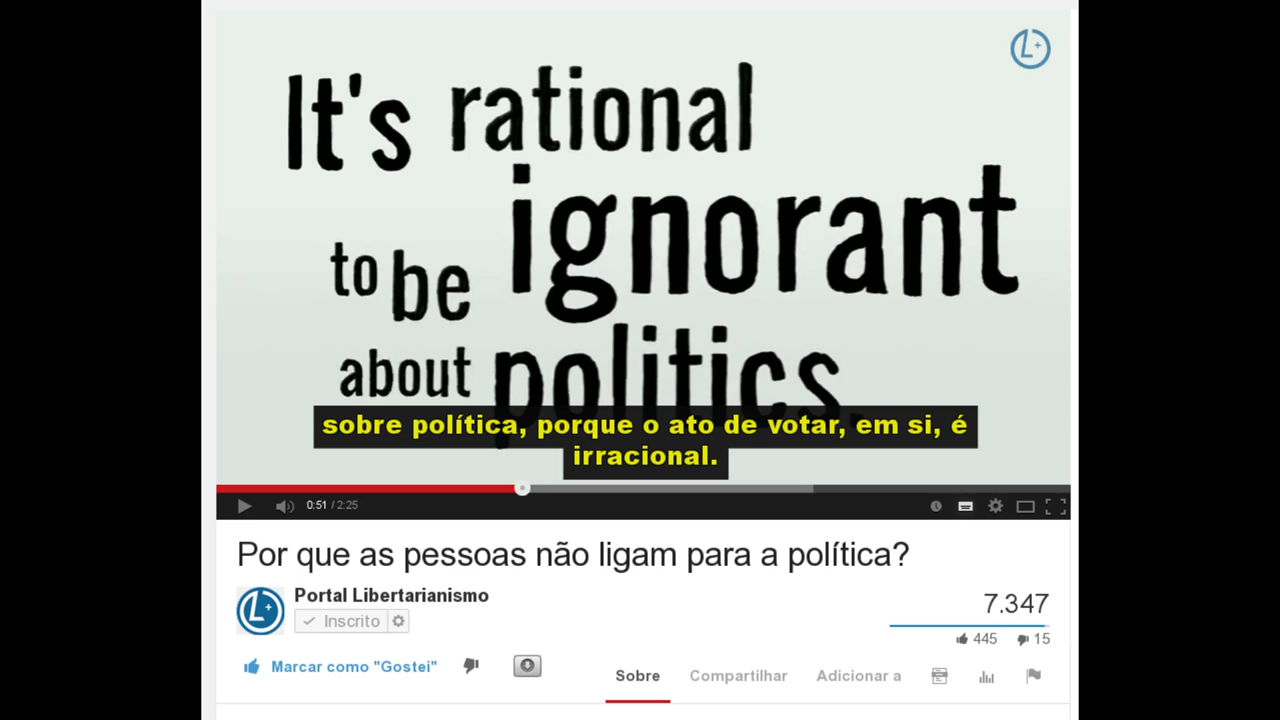 It's rational
ignorant
to be
about politics.
sobre política, porque o ato de votar, em si, é
irracional.
0:51 / 2:25
Por que as pessoas não ligam para a política?
Portal Libertarianismo
Inscrito
7.347
445 15
Marcar como "Gostei"
Sobre Compartilhar Adicionar a